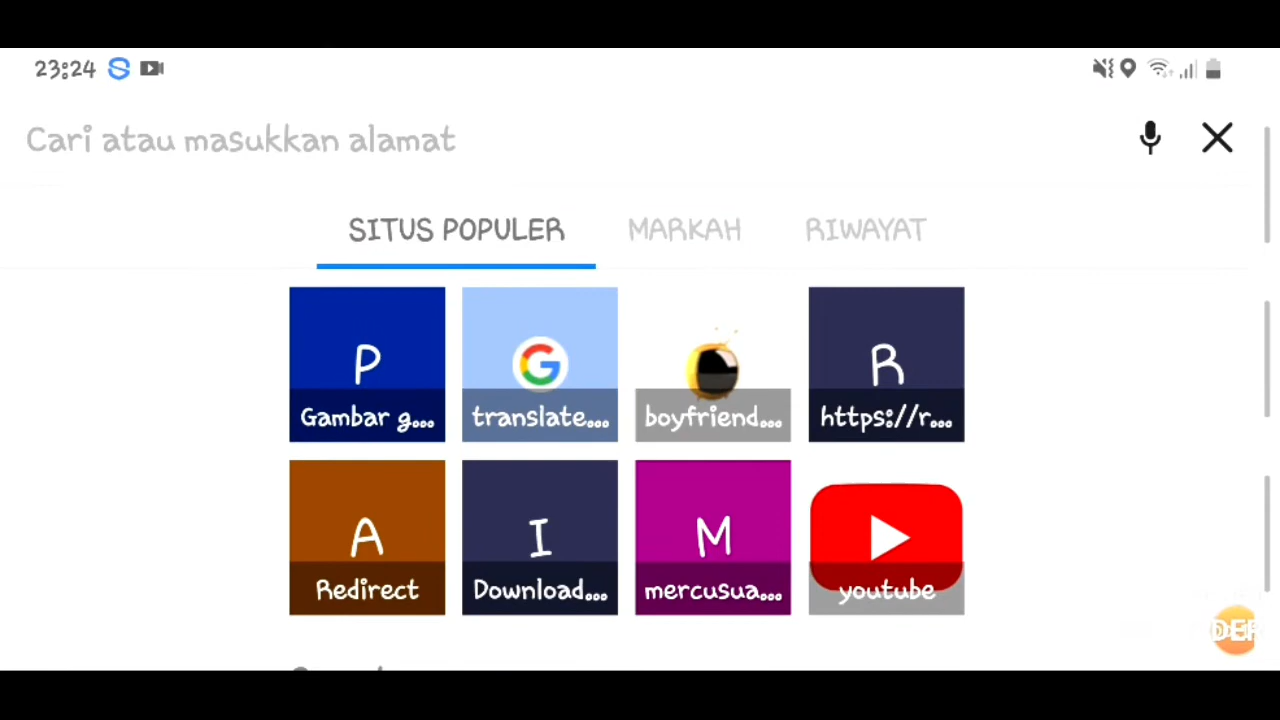 23:24
Cari atau masukkan alamat
SITUS POPULER MARKAH RIWAYAT
P G R
Gambar g... translate... boyfriend... https://r...
A I M
Redirect Download... mercusua... youtube